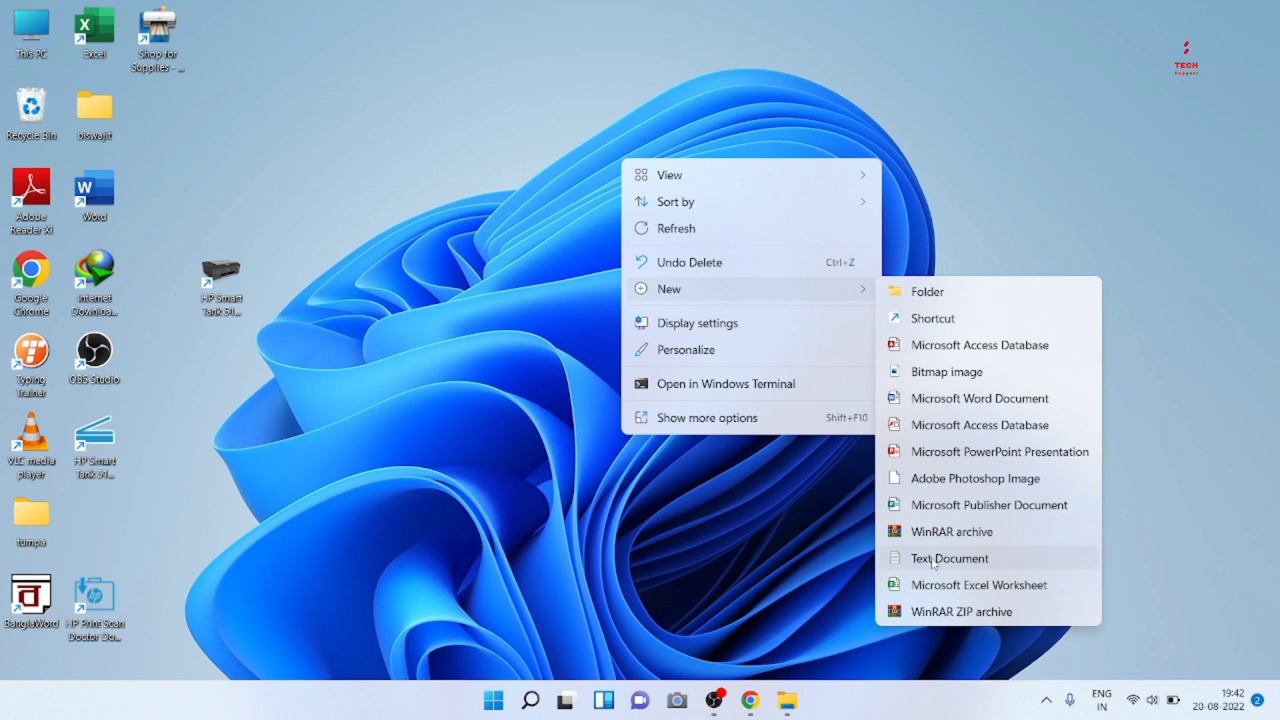 This PC
Excel
Shop for
Supplies - ...
TECH
Support
Recycle Bin
biswajit
Adobe
Reader XI
Word
Google
Chrome
Internet
Downloa...
HP Smart
Tank 51...
Typing
Trainer
OBS Studio
VLC media
player
HP Smart
Tank 51...
tumpa
BanglaWord
HP Print Scan
Doctor Do...
View
Sort by
Refresh
Undo Delete Ctrl+Z
New
Display settings
Personalize
Open in Windows Terminal
Show more options Shift+F10
Folder
Shortcut
Microsoft Access Database
Bitmap image
Microsoft Word Document
Microsoft Access Database
Microsoft PowerPoint Presentation
Adobe Photoshop Image
Microsoft Publisher Document
WinRAR archive
Text Document
Microsoft Excel Worksheet
WinRAR ZIP archive
ENG
IN
19:42
20-08-2022
2